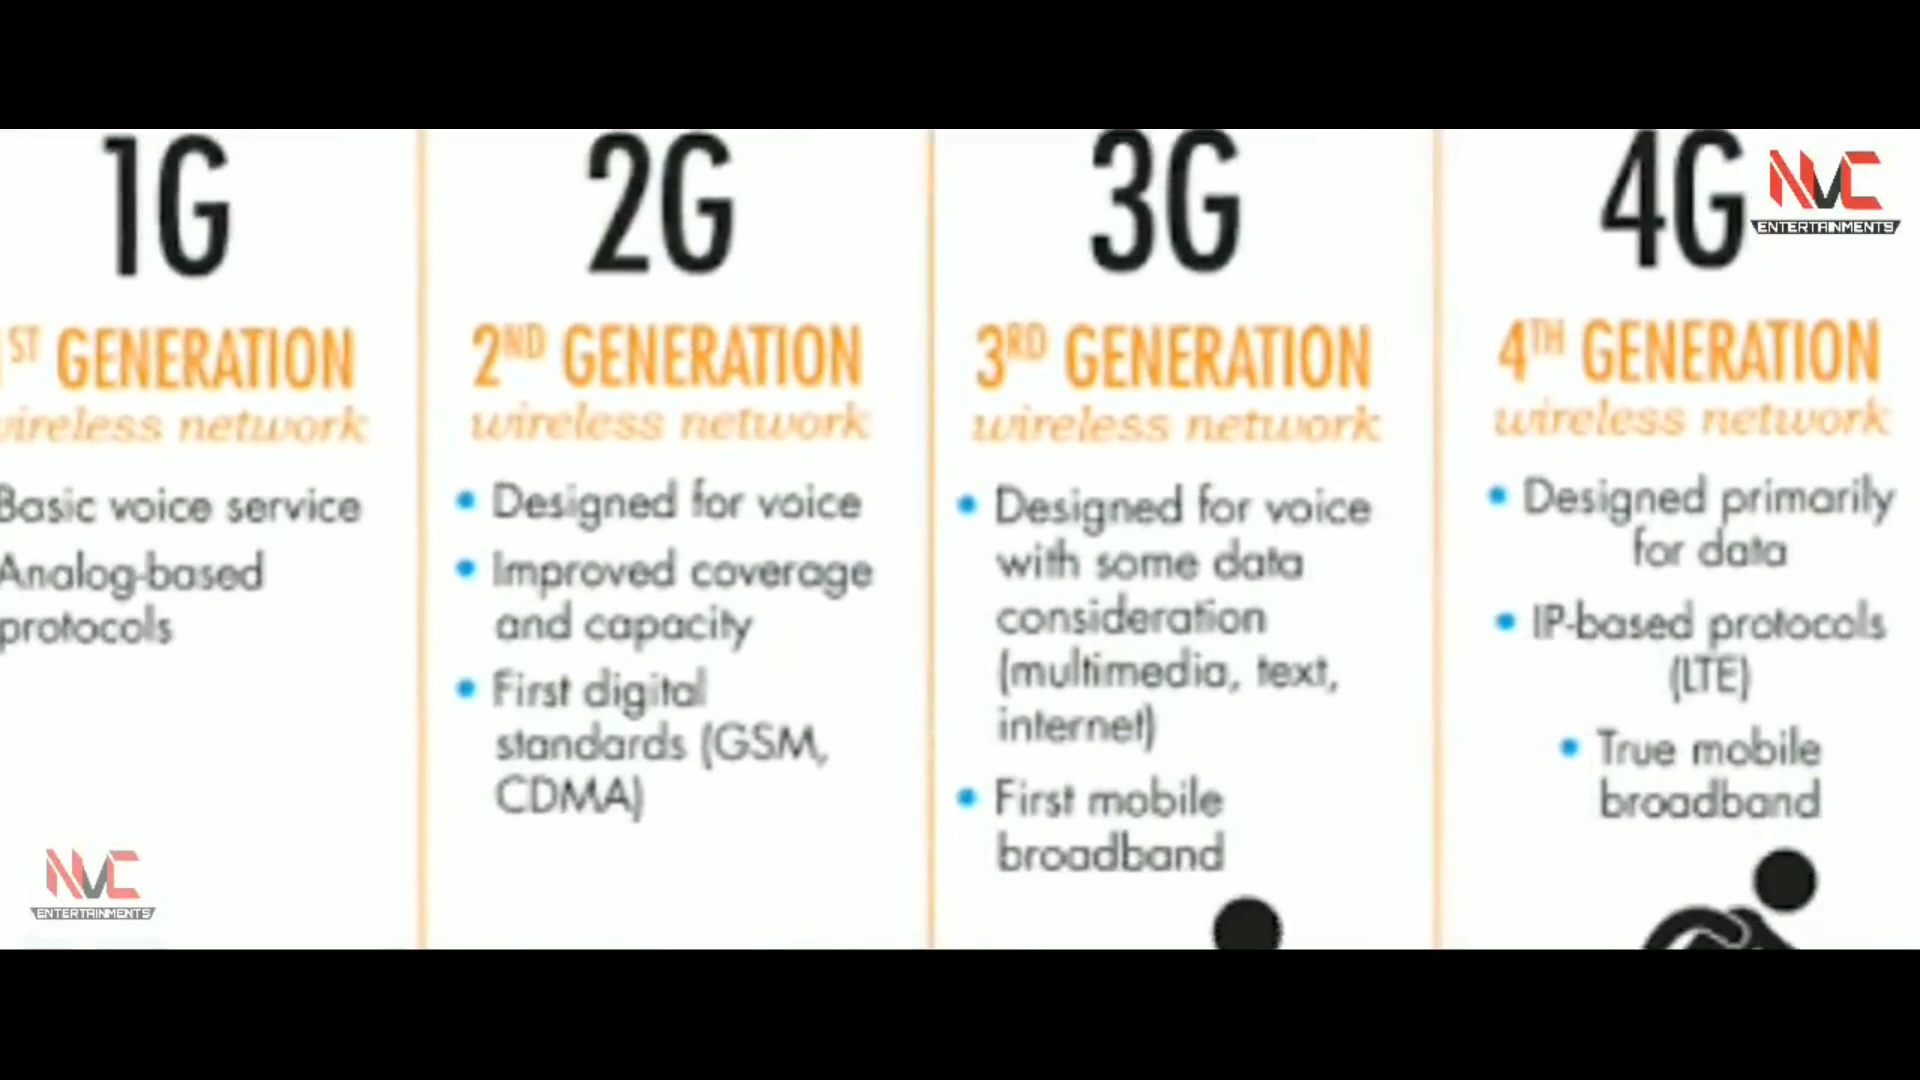 1G
ST GENERATION
wireless network
Basic voice service
Analog-based
protocols
2G
2ND GENERATION
wireless network
• Designed for voice
• Improved coverage
and capacity
• First digital
standards (GSM,
CDMA)
3G
3RD GENERATION
wireless network
• Designed for voice
with some data
consideration
(multimedia, text,
internet)
• First mobile
broadband
4G
4TH GENERATION
wireless network
• Designed primarily
for data
• IP-based protocols
(LTE)
• True mobile
broadband
NVC
ENTERTAINMENTS
NVC
ENTERTAINMENTS